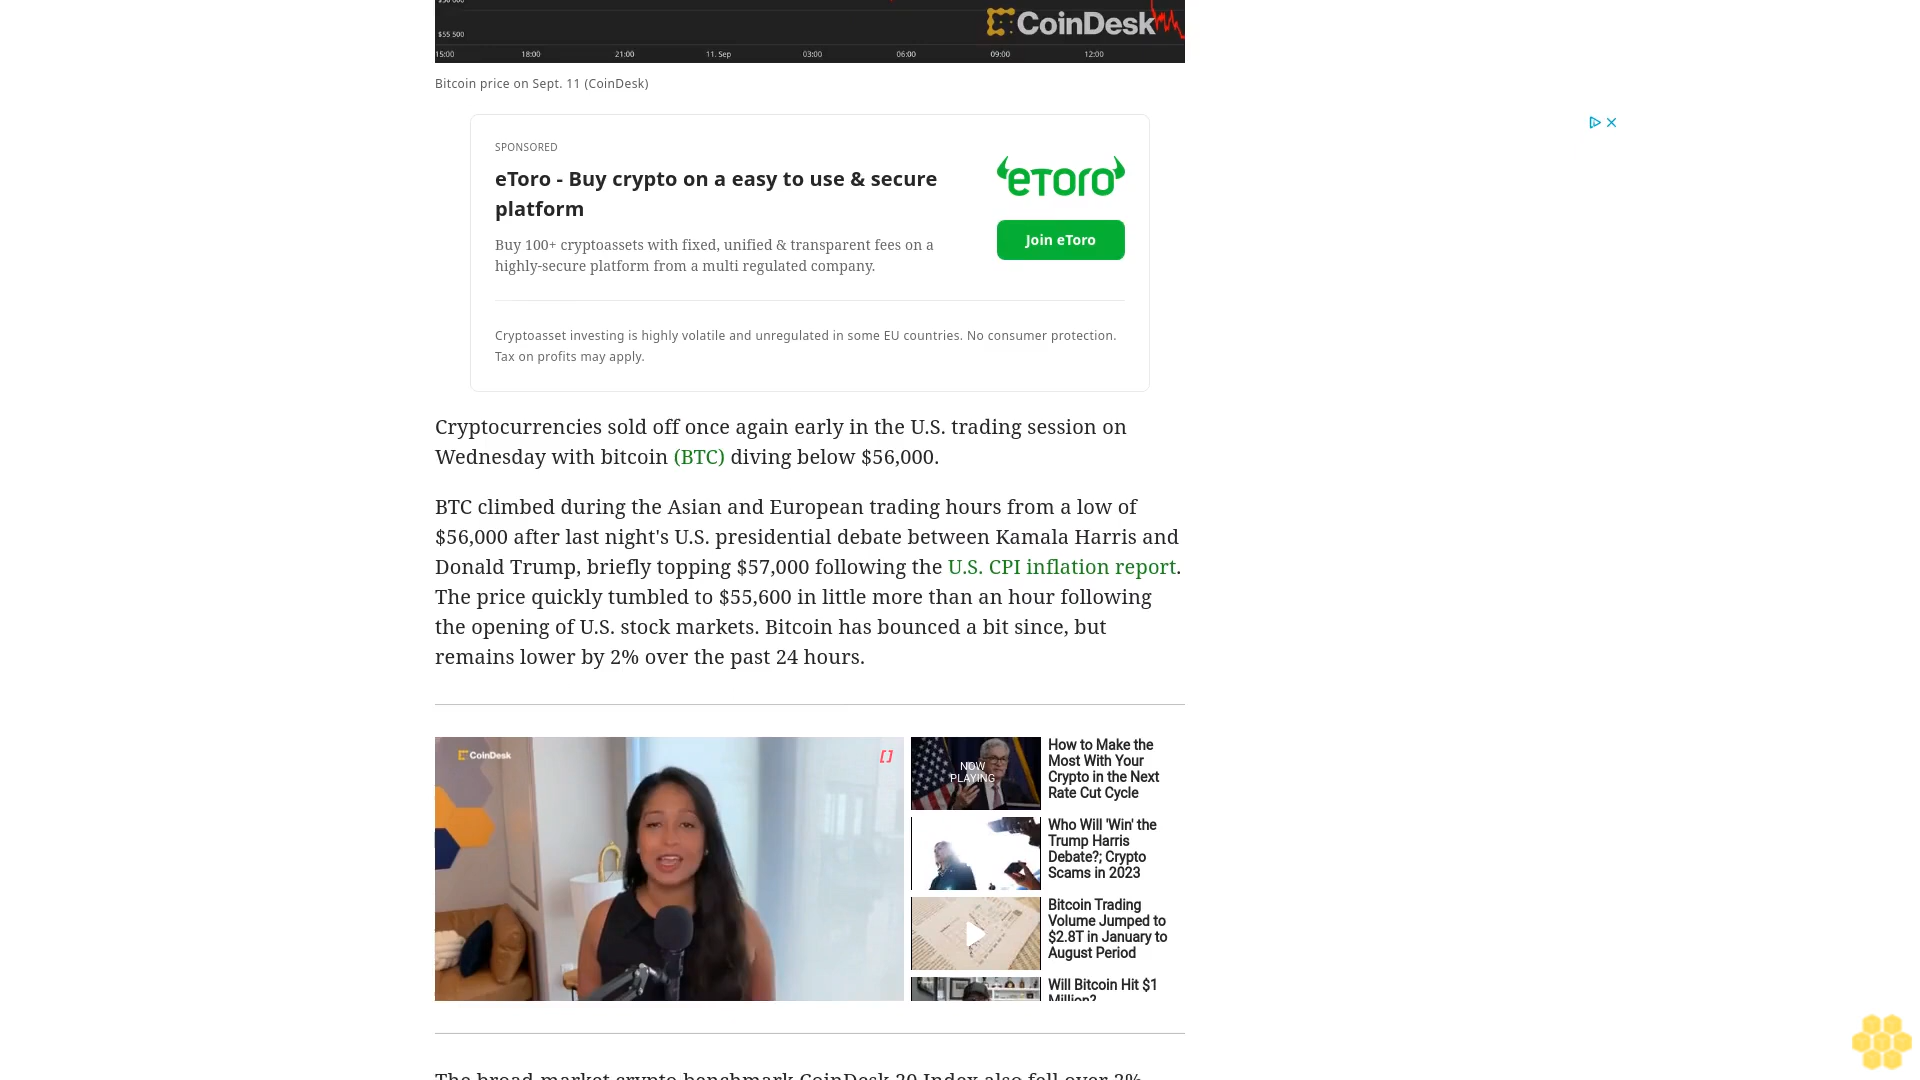 CoinDesk
$55 500
15:00 18:00 21:00 11. Sep 03:00 06:00 09:00 12:00
Bitcoin price on Sept. 11 (CoinDesk)
SPONSORED
eToro - Buy crypto on a easy to use & secure
platform
Buy 100+ cryptoassets with fixed, unified & transparent fees on a
highly-secure platform from a multi regulated company.
eToro
Join eToro
Cryptoasset investing is highly volatile and unregulated in some EU countries. No consumer protection.
Tax on profits may apply.
Cryptocurrencies sold off once again early in the U.S. trading session on
Wednesday with bitcoin (BTC) diving below $56,000.
BTC climbed during the Asian and European trading hours from a low of
$56,000 after last night's U.S. presidential debate between Kamala Harris and
Donald Trump, briefly topping $57,000 following the U.S. CPI inflation report.
The price quickly tumbled to $55,600 in little more than an hour following
the opening of U.S. stock markets. Bitcoin has bounced a bit since, but
remains lower by 2% over the past 24 hours.
CoinDesk
NOW
PLAYING
How to Make the
Most With Your
Crypto in the Next
Rate Cut Cycle
Who Will 'Win' the
Trump Harris
Debate?; Crypto
Scams in 2023
Bitcoin Trading
Volume Jumped to
$2.8T in January to
August Period
Will Bitcoin Hit $1
Million?
The broad-market crypto benchmark CoinDesk 20 Index also fell over 2%